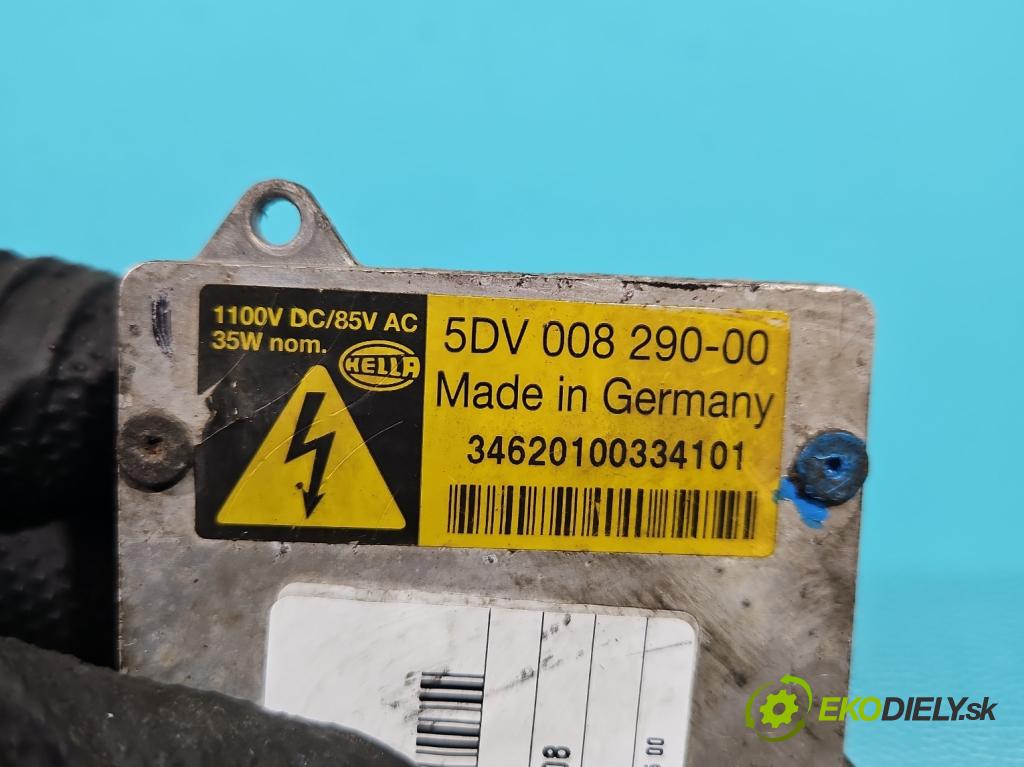 1100V DC/85V AC
35W nom.
HELLA
5DV 008 290-00
Made in Germany
34620100334101
EKODIELY.sk